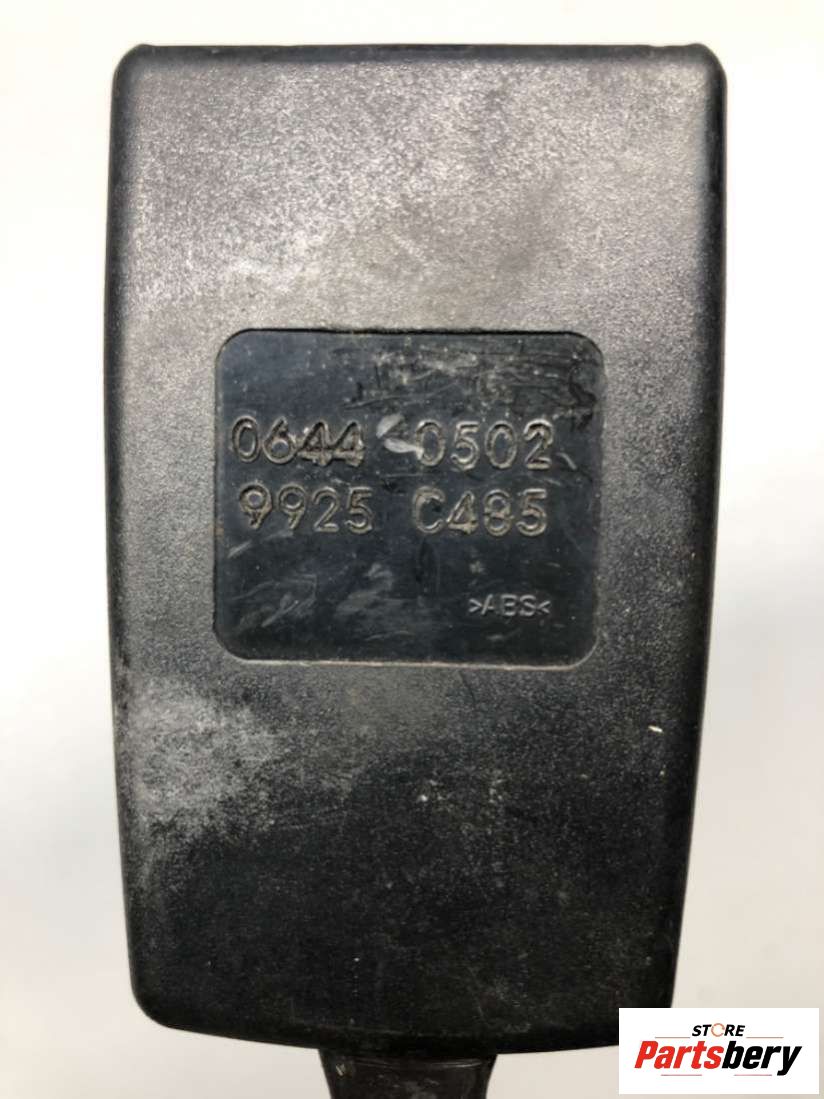 0644 0502
9925 C485
>ABS<
STORE
Partsbery